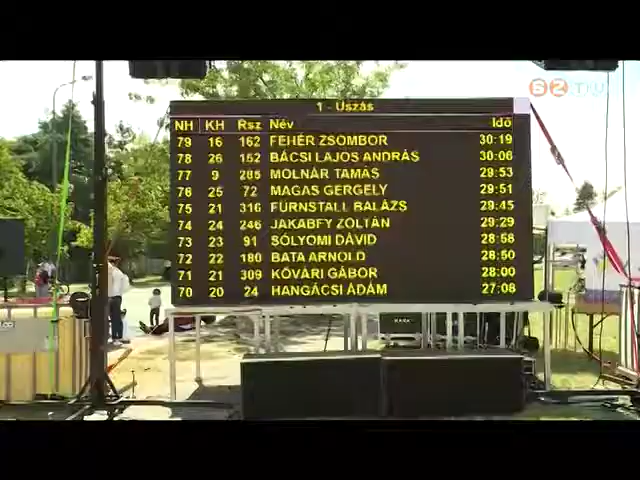 62.TV
1 - Úszás
NH KH Rsz Név Idő
79 16 162 FEHÉR ZSOMBOR 30:19
78 26 152 BÁCSI LAJOS ANDRÁS 30:06
77 9 285 MOLNÁR TAMÁS 29:53
76 25 72 MAGAS GERGELY 29:51
75 21 316 FÜRNSTALL BALÁZS 29:45
74 24 246 JAKABFY ZOLTÁN 29:29
73 23 91 SÓLYOMI DÁVID 28:58
72 22 180 BATA ARNOLD 28:50
71 21 309 KŐVÁRI GÁBOR 28:00
70 20 24 HANGÁCSI ÁDÁM 27:08